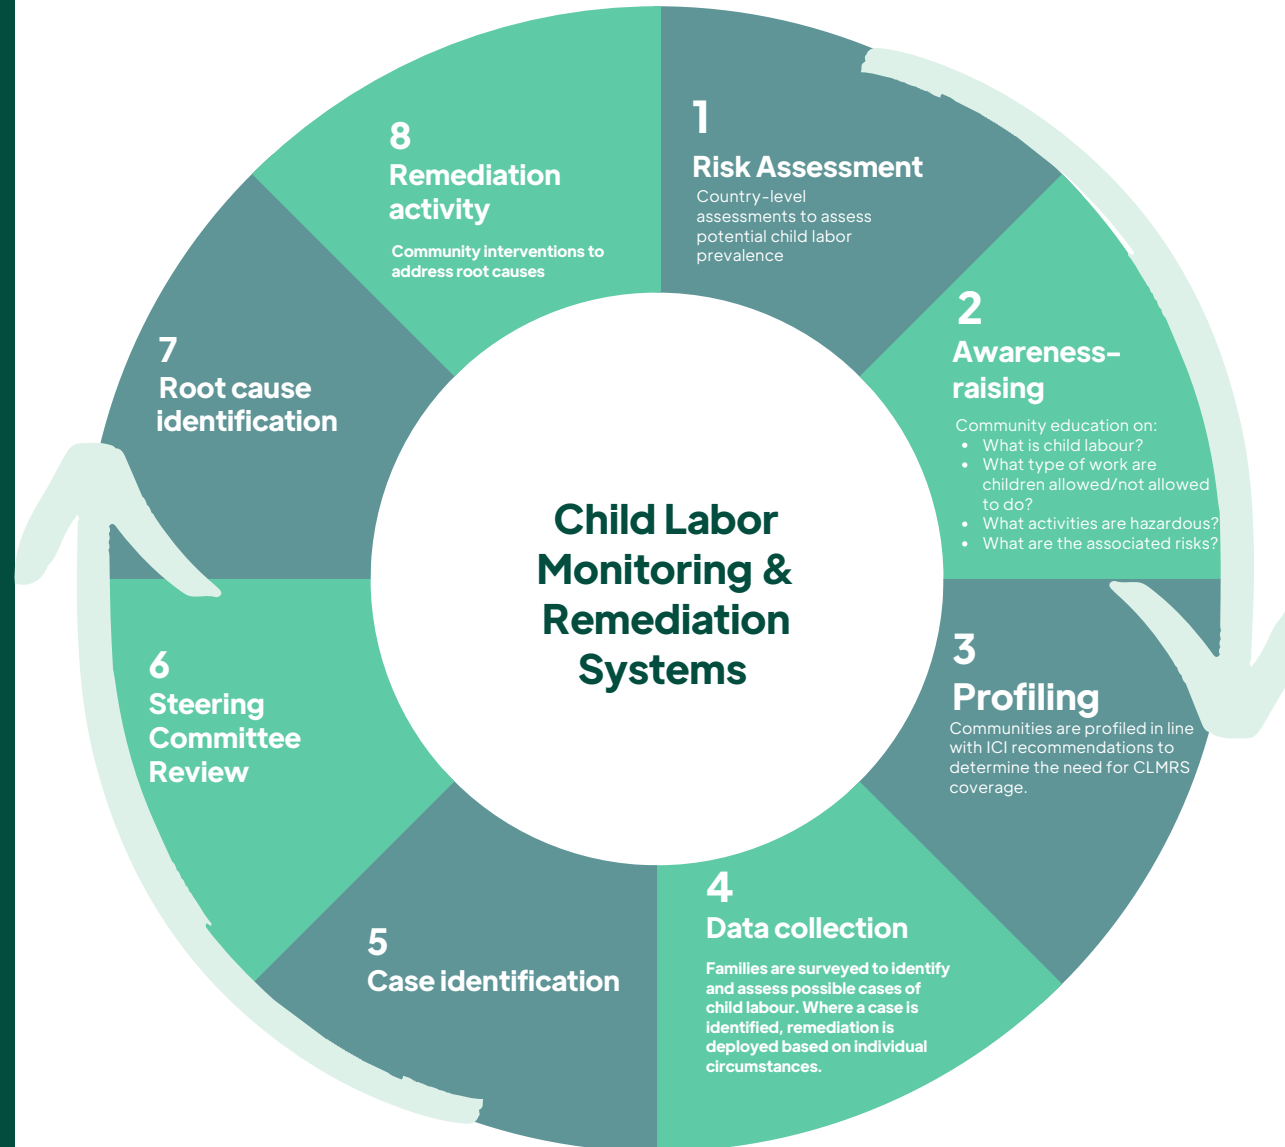 Child Labor
Monitoring &
Remediation
Systems
1
Risk Assessment
Country-level
assessments to assess
potential child labor
prevalence
2
Awareness-
raising
Community education on:
• What is child labour?
• What type of work are
children allowed/not allowed
to do?
• What activities are hazardous?
• What are the associated risks?
3
Profiling
Communities are profiled in line
with ICI recommendations to
determine the need for CLMRS
coverage.
4
Data collection
Families are surveyed to identify
and assess possible cases of
child labour. Where a case is
identified, remediation is
deployed based on individual
circumstances.
5
Case identification
6
Steering
Committee
Review
7
Root cause
identification
8
Remediation
activity
Community interventions to
address root causes